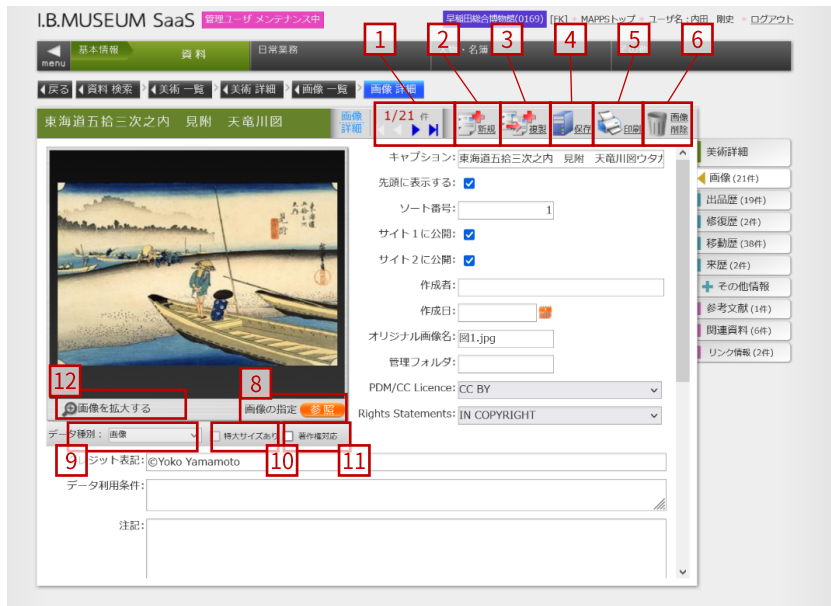 I.B.MUSEUM SaaS 管理ユーザ メンテナンス中 早稲田総合博物館(0169) [FK] MAPPSトップ ユーザ名:内田 剛史 ログアウト
menu 基本情報 資料 日常業務 ・名簿
1 2 3 4 5 6
戻る 資料 検索 美術 一覧 美術 詳細 画像 一覧 画像 詳細
東海道五拾三次之内 見附 天竜川図 画像詳細 1/21 件 新規 複製 保存 印刷 画像削除
キャプション: 東海道五拾三次之内 見附 天竜川図ウタガ
先頭に表示する:
ソート番号: 1
サイト1に公開:
サイト2に公開:
作成者:
作成日:
オリジナル画像名: 図1.jpg
管理フォルダ:
PDM/CC Licence: CC BY
Rights Statements: IN COPYRIGHT
美術詳細
画像 (21件)
出品歴 (19件)
修復歴 (2件)
移動歴 (38件)
来歴 (2件)
その他情報
参考文献 (1件)
関連資料 (6件)
リンク情報 (2件)
12 8
画像を拡大する 画像の指定 参照
データ種別: 画像 特大サイズあり 著作権対応
9 10 11
レジット表記: ©Yoko Yamamoto
データ利用条件:
注記: